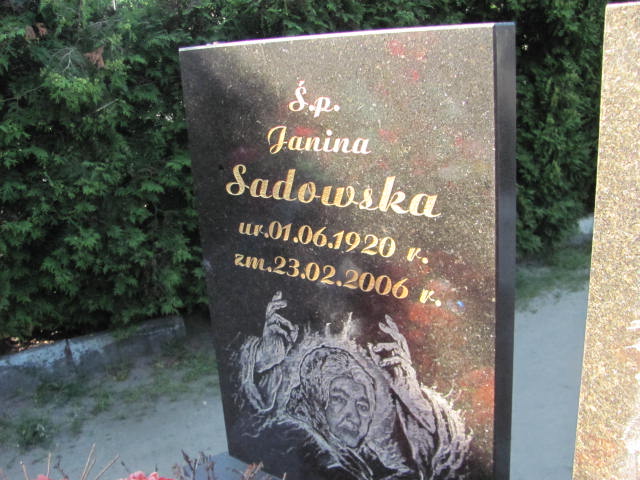 Ś.p.
Janina
Sadowska
ur.01.06.1920 r.
zm.23.02.2006 r.